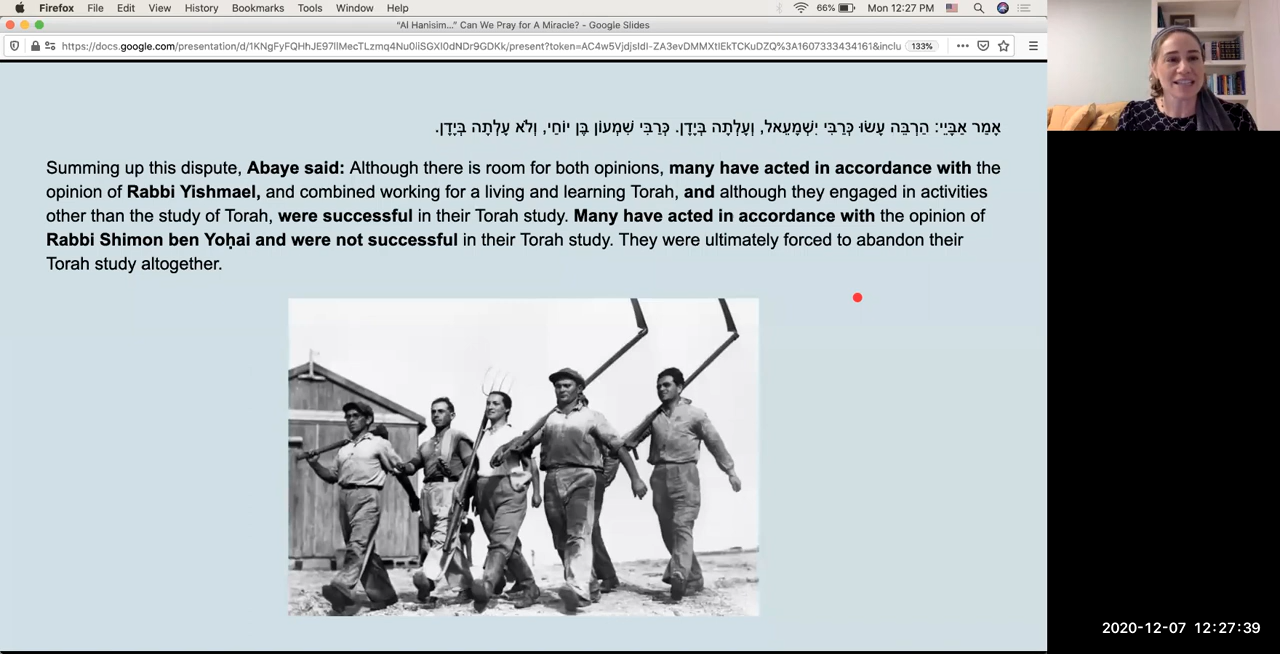 Firefox File Edit View History Bookmarks Tools Window Help 66% Mon 12:27 PM
"Al Hanisim..." Can We Pray for A Miracle? - Google Slides
133%
אָמַר אַבָּיֵי: הַרְבֵּה עָשׂוּ כְּרַבִּי יִשְׁמָעֵאל, וְעָלְתָה בְּיָדָן. כְּרַבִּי שִׁמְעוֹן בֶּן יוֹחַי, וְלֹא עָלְתָה בְּיָדָן.
Summing up this dispute, Abaye said: Although there is room for both opinions, many have acted in accordance with the
opinion of Rabbi Yishmael, and combined working for a living and learning Torah, and although they engaged in activities
other than the study of Torah, were successful in their Torah study. Many have acted in accordance with the opinion of
Rabbi Shimon ben Yoḥai and were not successful in their Torah study. They were ultimately forced to abandon their
Torah study altogether.
2020-12-07 12:27:39